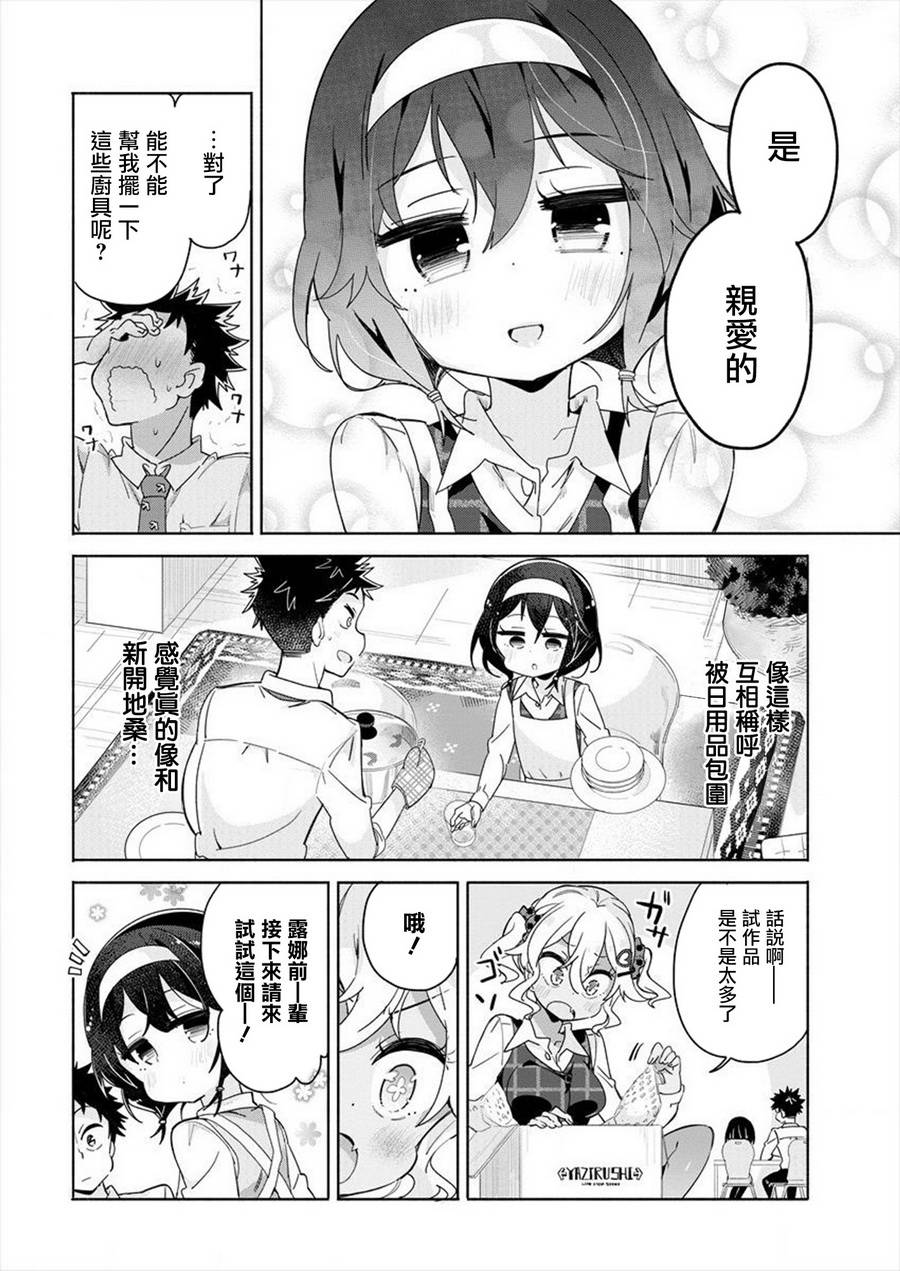 是
親愛的
…對了
能不能
幫我擺一下
這些廚具呢?
ワナ
ワナ
ワナ
像這樣
互相稱呼
被日用品包圍
感覺眞的像和
新開地桑…
話說啊——
試作品
是不是太多了
ガサ
YAZIRUSHI
哦!
露娜前輩
接下來請來
試試這個—!